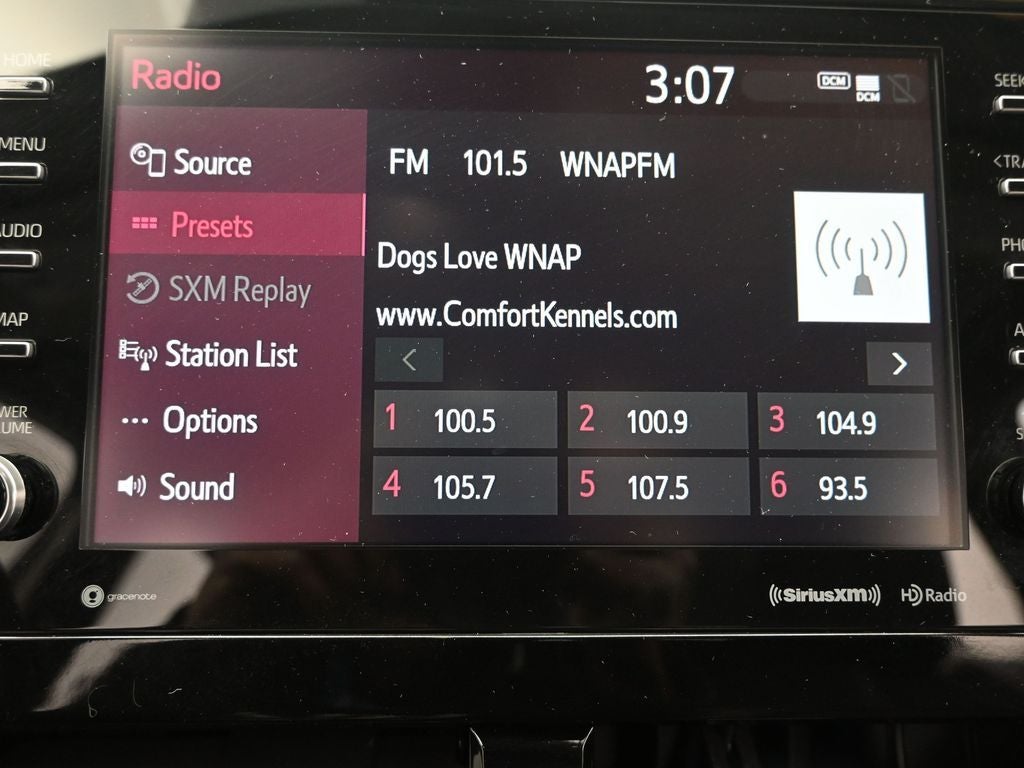 HOME
MENU
AUDIO
MAP
Radio
3:07
DCM
DCM
Source
Presets
SXM Replay
Station List
Options
Sound
FM 101.5 WNAPFM
Dogs Love WNAP
www.ComfortKennels.com
< >
1 100.5 2 100.9 3 104.9
4 105.7 5 107.5 6 93.5
SEEK
gracenote
SiriusXM HD Radio